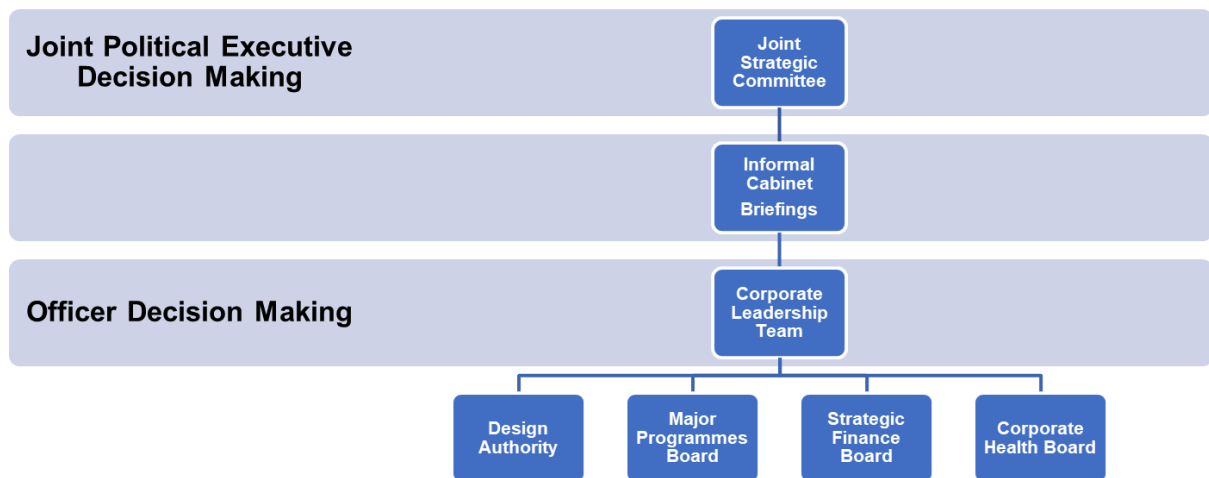 Joint Political Executive
Decision Making
Joint
Strategic
Committee
Informal
Cabinet
Briefings
Officer Decision Making
Corporate
Leadership
Team
Design
Authority
Major
Programmes
Board
Strategic
Finance
Board
Corporate
Health Board